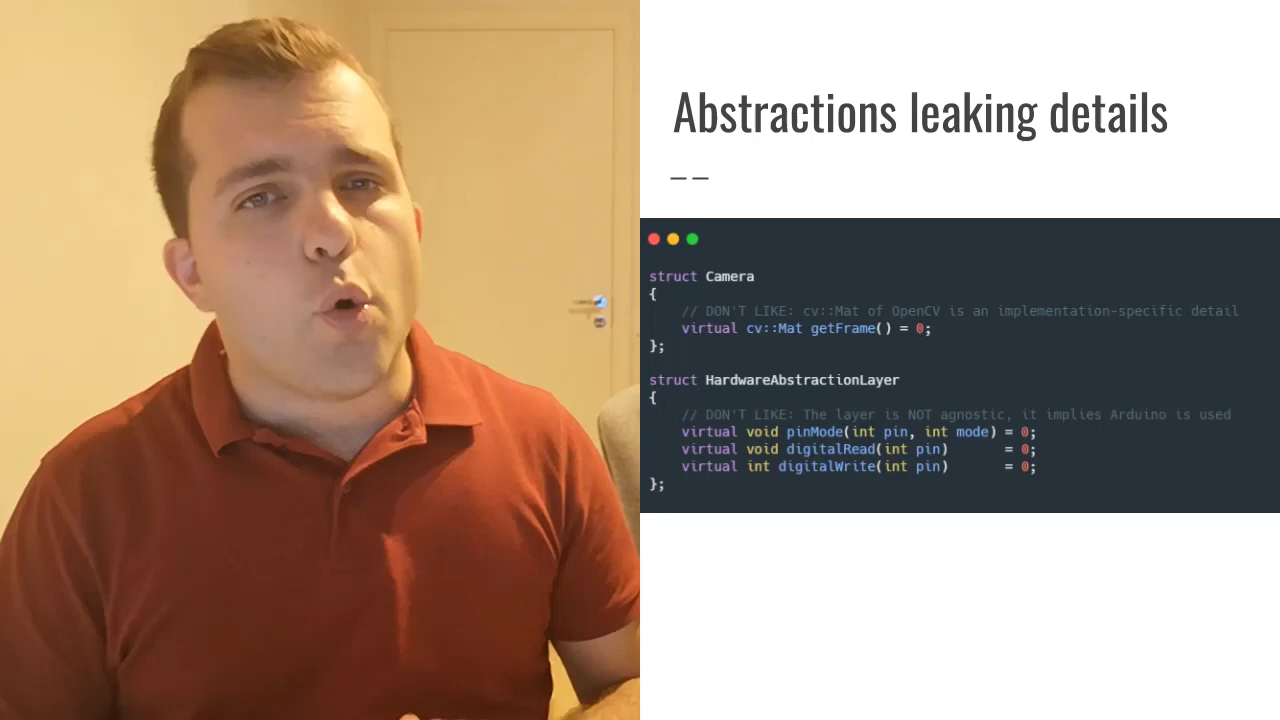 Abstractions leaking details
struct Camera
{
    // DON'T LIKE: cv::Mat of OpenCV is an implementation-specific detail
    virtual cv::Mat getFrame() = 0;
};
struct HardwareAbstractionLayer
{
    // DON'T LIKE: The layer is NOT agnostic, it implies Arduino is used
    virtual void pinMode(int pin, int mode) = 0;
    virtual void digitalRead(int pin)       = 0;
    virtual int digitalWrite(int pin)       = 0;
};